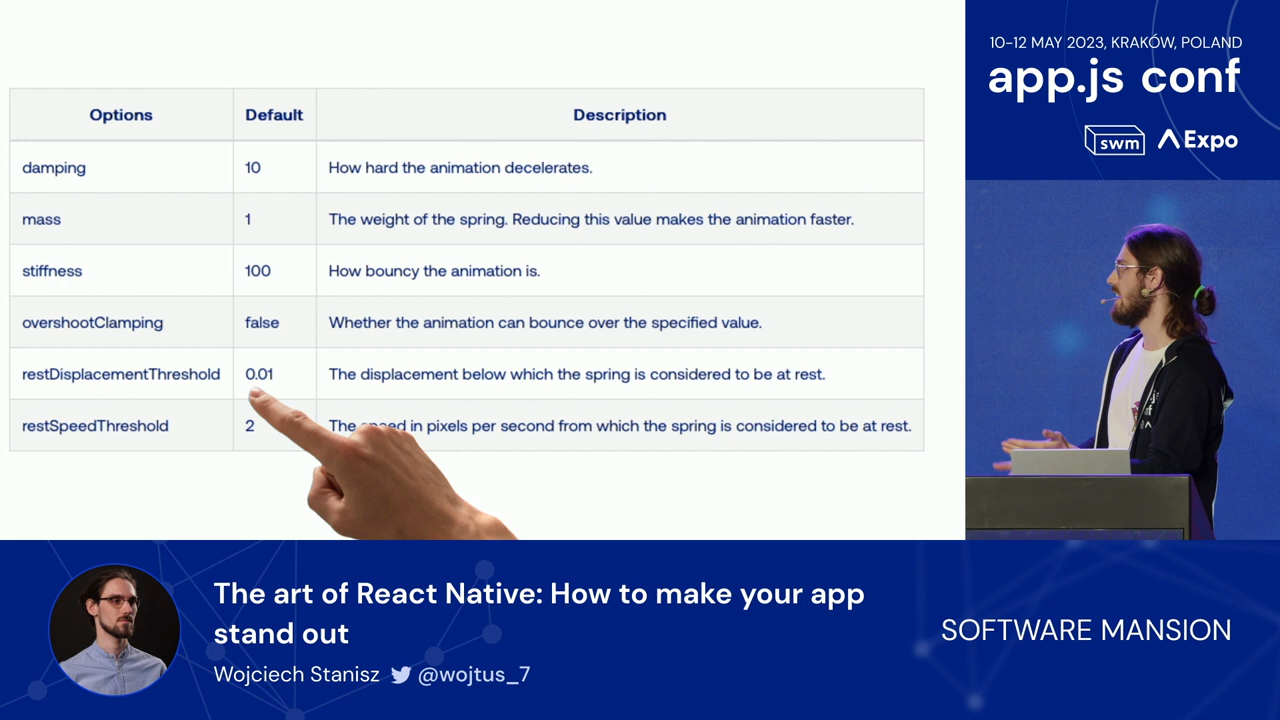 Options Default Description
damping 10 How hard the animation decelerates.
mass 1 The weight of the spring. Reducing this value makes the animation faster.
stiffness 100 How bouncy the animation is.
overshootClamping false Whether the animation can bounce over the specified value.
restDisplacementThreshold 0.01 The displacement below which the spring is considered to be at rest.
restSpeedThreshold 2 The speed in pixels per second from which the spring is considered to be at rest.
10-12 MAY 2023, KRAKÓW, POLAND
app.js conf
swm Expo
The art of React Native: How to make your app
stand out
Wojciech Stanisz @wojtus_7
SOFTWARE MANSION